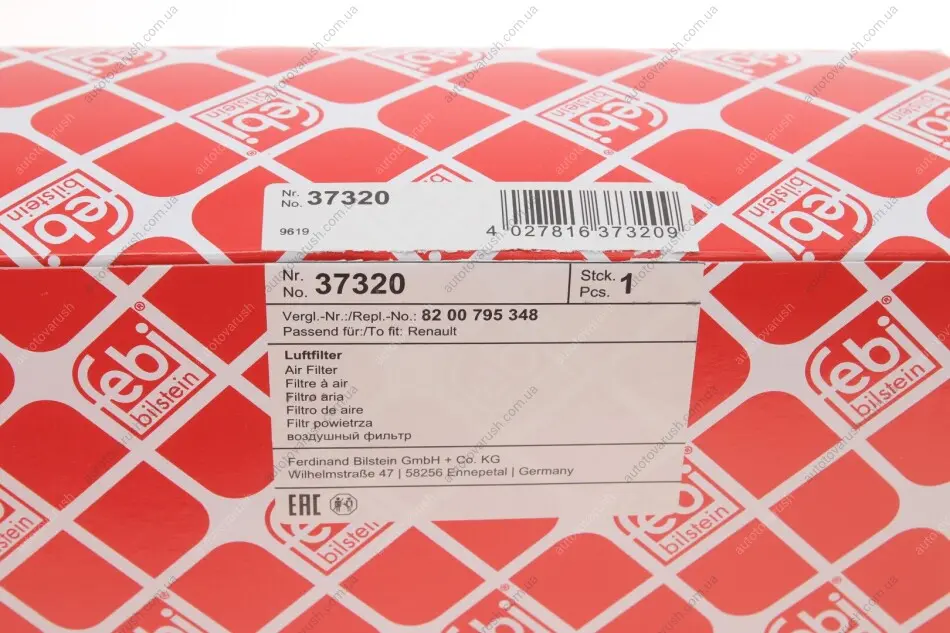 Nr.
No. 37320
9619
4 027816 373209
Nr.
No. 37320
Stck.
Pcs. 1
Vergl.-Nr.:/Repl.-No.: 82 00 795 348
Passend für:/To fit: Renault
Luftfilter
Air Filter
Filtre à air
Filtro aria
Filtro de aire
Filtr powietrza
воздушный фильтр
Ferdinand Bilstein GmbH + Co. KG
Wilhelmstraße 47 | 58256 Ennepetal | Germany
EAC
febi
bilstein
autotovarush.com.ua